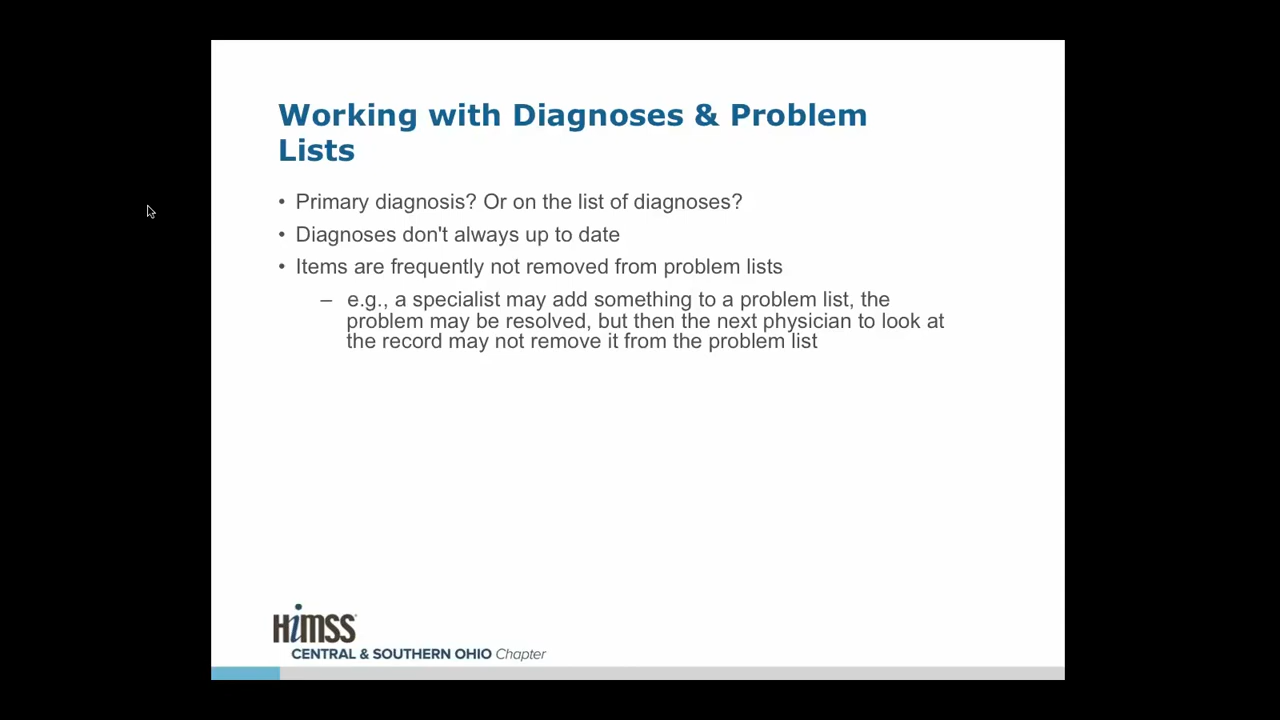 Working with Diagnoses & Problem
Lists
• Primary diagnosis? Or on the list of diagnoses?
• Diagnoses don't always up to date
• Items are frequently not removed from problem lists
– e.g., a specialist may add something to a problem list, the
problem may be resolved, but then the next physician to look at
the record may not remove it from the problem list
HiMSS
CENTRAL & SOUTHERN OHIO Chapter